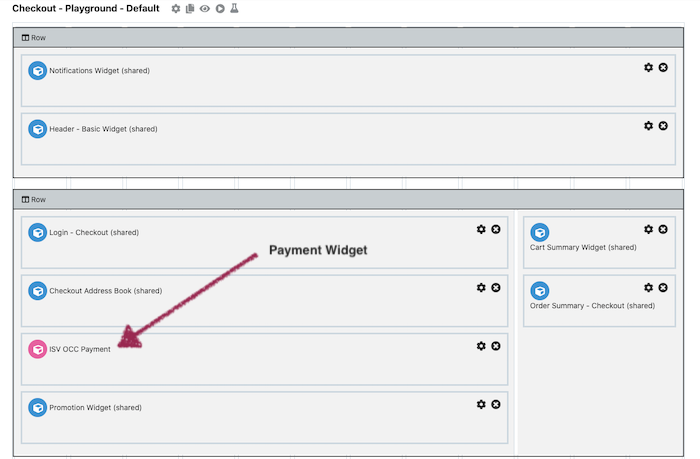 Checkout - Playground - Default
Row
Notifications Widget (shared)
Header - Basic Widget (shared)
Row
Login - Checkout (shared)
Payment Widget
Cart Summary Widget (shared)
Checkout Address Book (shared)
Order Summary - Checkout (shared)
ISV OCC Payment
Promotion Widget (shared)